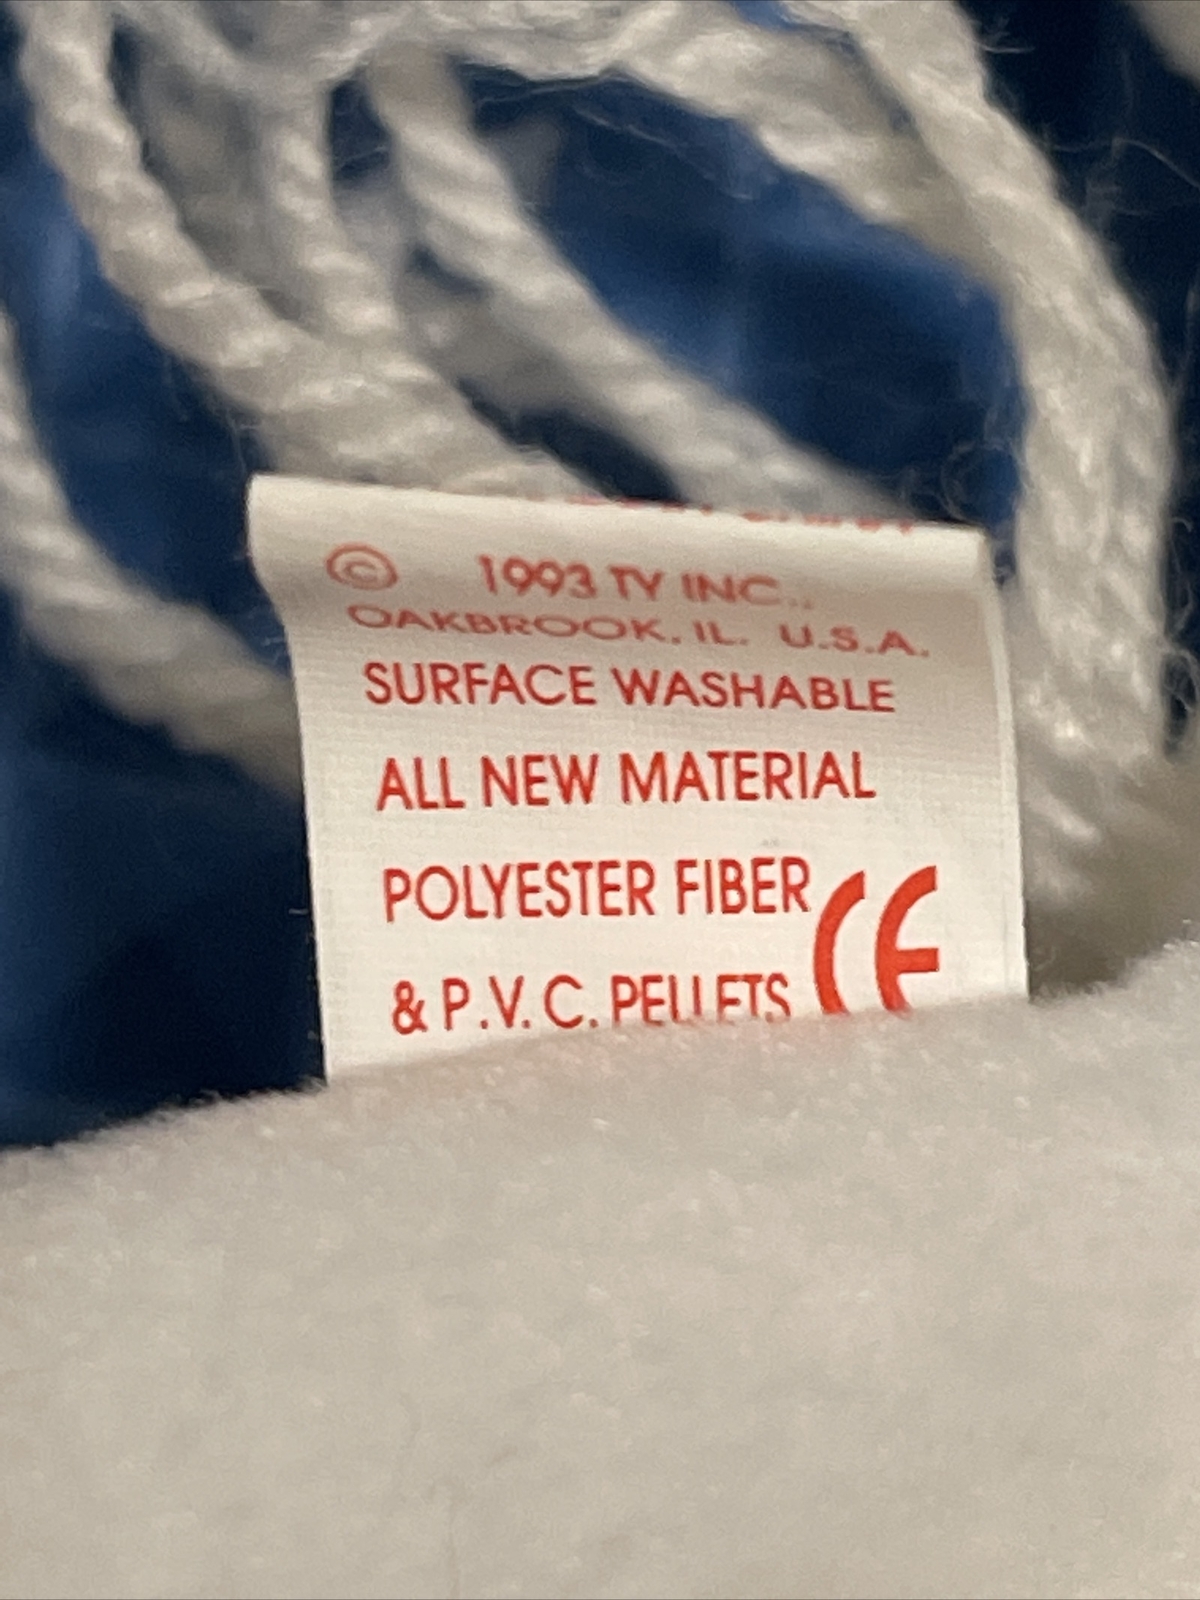 © 1993 TY INC.,
OAKBROOK, IL. U.S.A.
SURFACE WASHABLE
ALL NEW MATERIAL
POLYESTER FIBER
& P.V.C. PELLETS CE